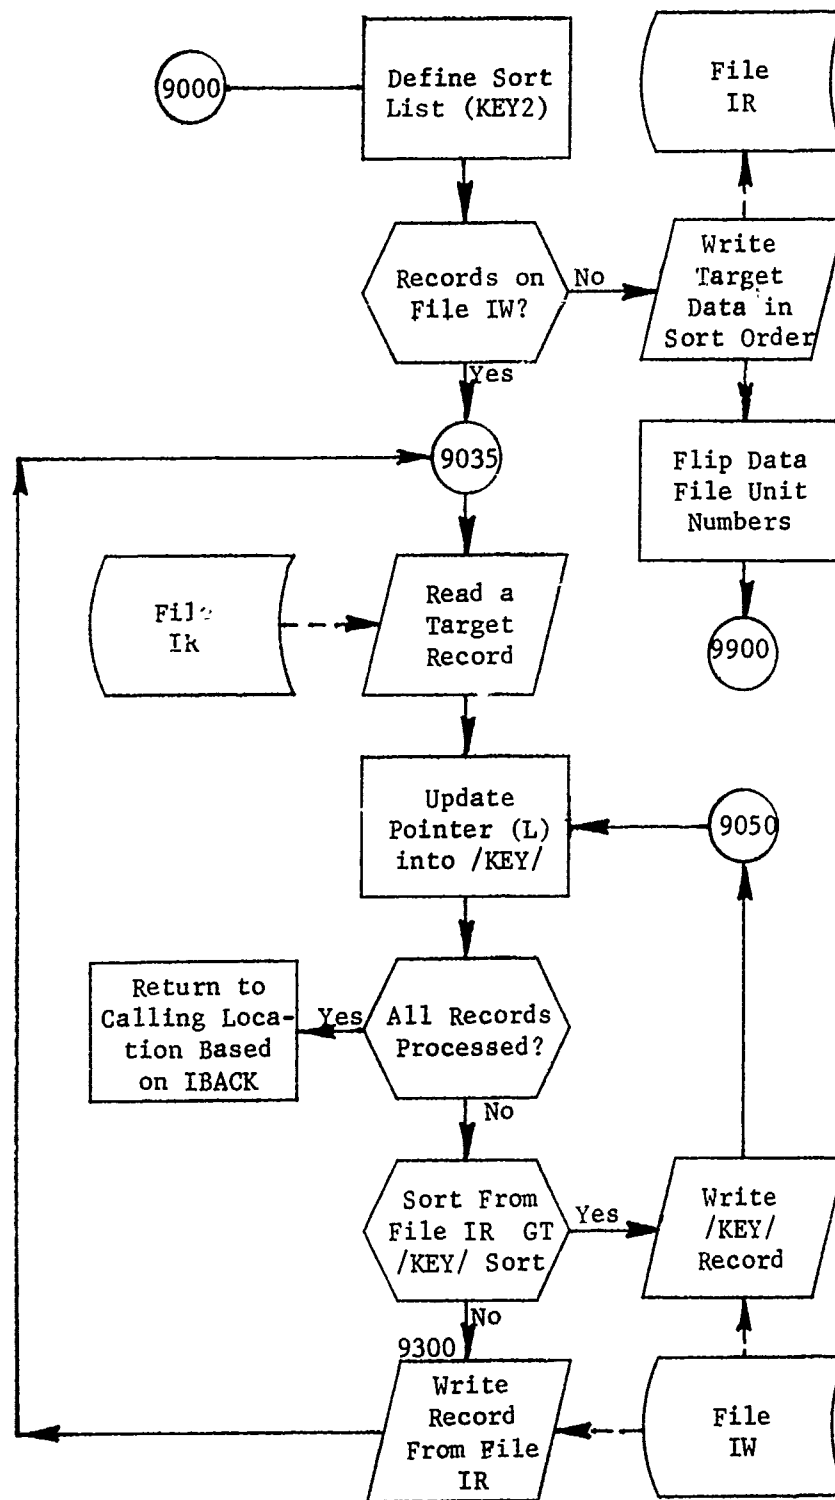 9000
Define Sort
List (KEY2)
File
IR
Records on
File IW?
No
Write
Target
Data in
Sort Order
Yes
9035
Flip Data
File Unit
Numbers
File
IR
Read a
Target
Record
9900
Update
Pointer (L)
into /KEY/
9050
Return to
Calling Loca-
tion Based
on IBACK
Yes
All Records
Processed?
No
Sort From
File IR GT
/KEY/ Sort
Yes
Write
/KEY/
Record
No
9300
Write
Record
From File
IR
File
IW